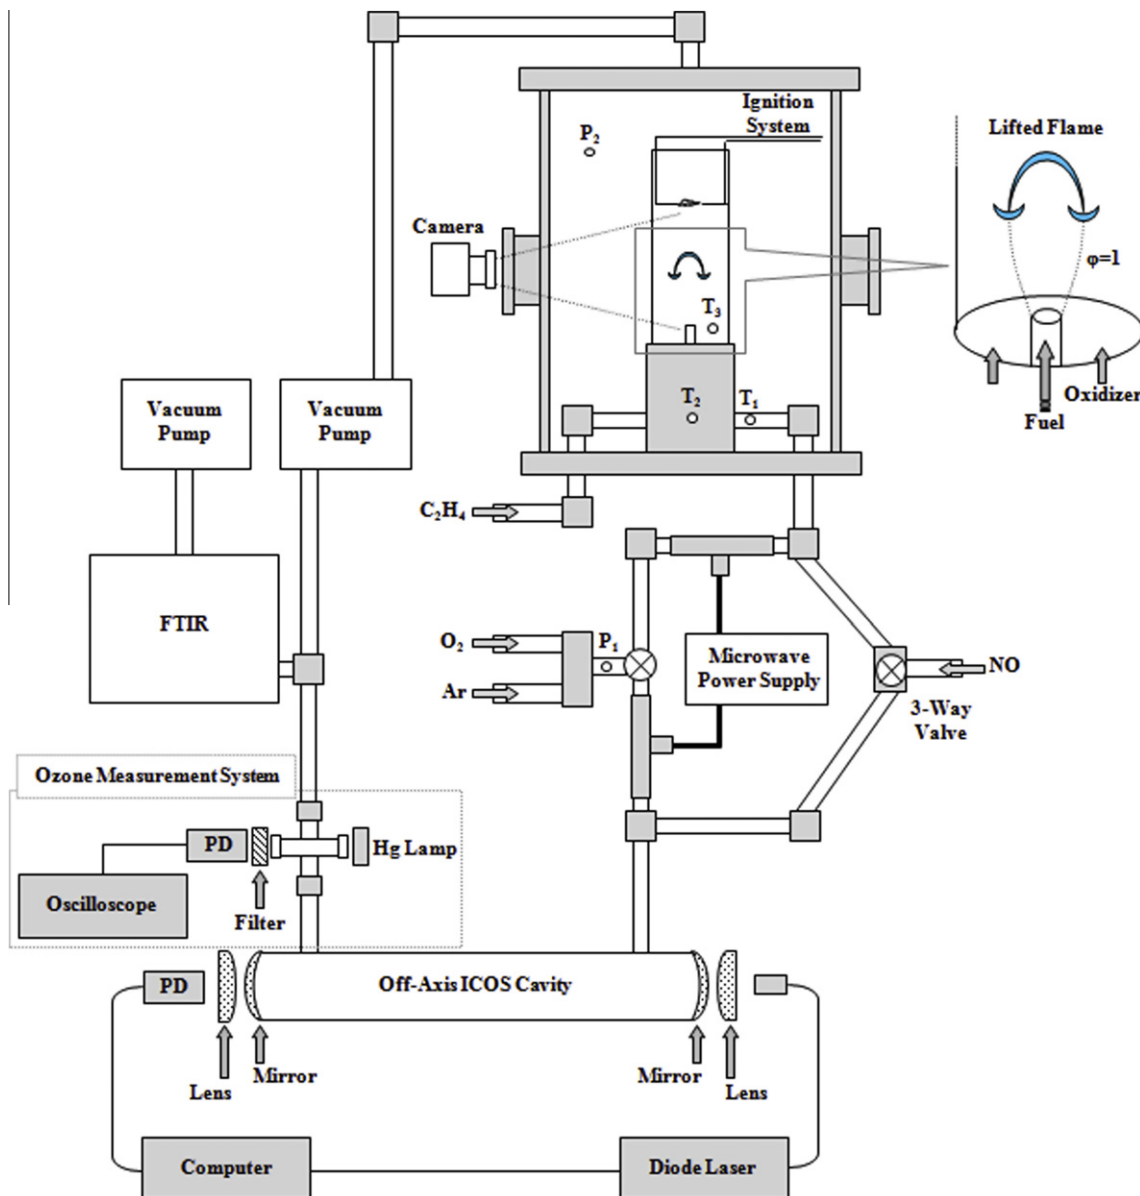 Ignition
System
P2
Lifted Flame
Camera
φ=1
T3
Vacuum
Pump
Vacuum
Pump
T2
T1
Oxidizer
Fuel
C2H4
FTIR
O2
P1
Microwave
Power Supply
NO
Ar
3-Way
Valve
Ozone Measurement System
PD
Hg Lamp
Oscilloscope
Filter
PD
Off-Axis ICOS Cavity
Lens
Mirror
Mirror
Lens
Computer
Diode Laser